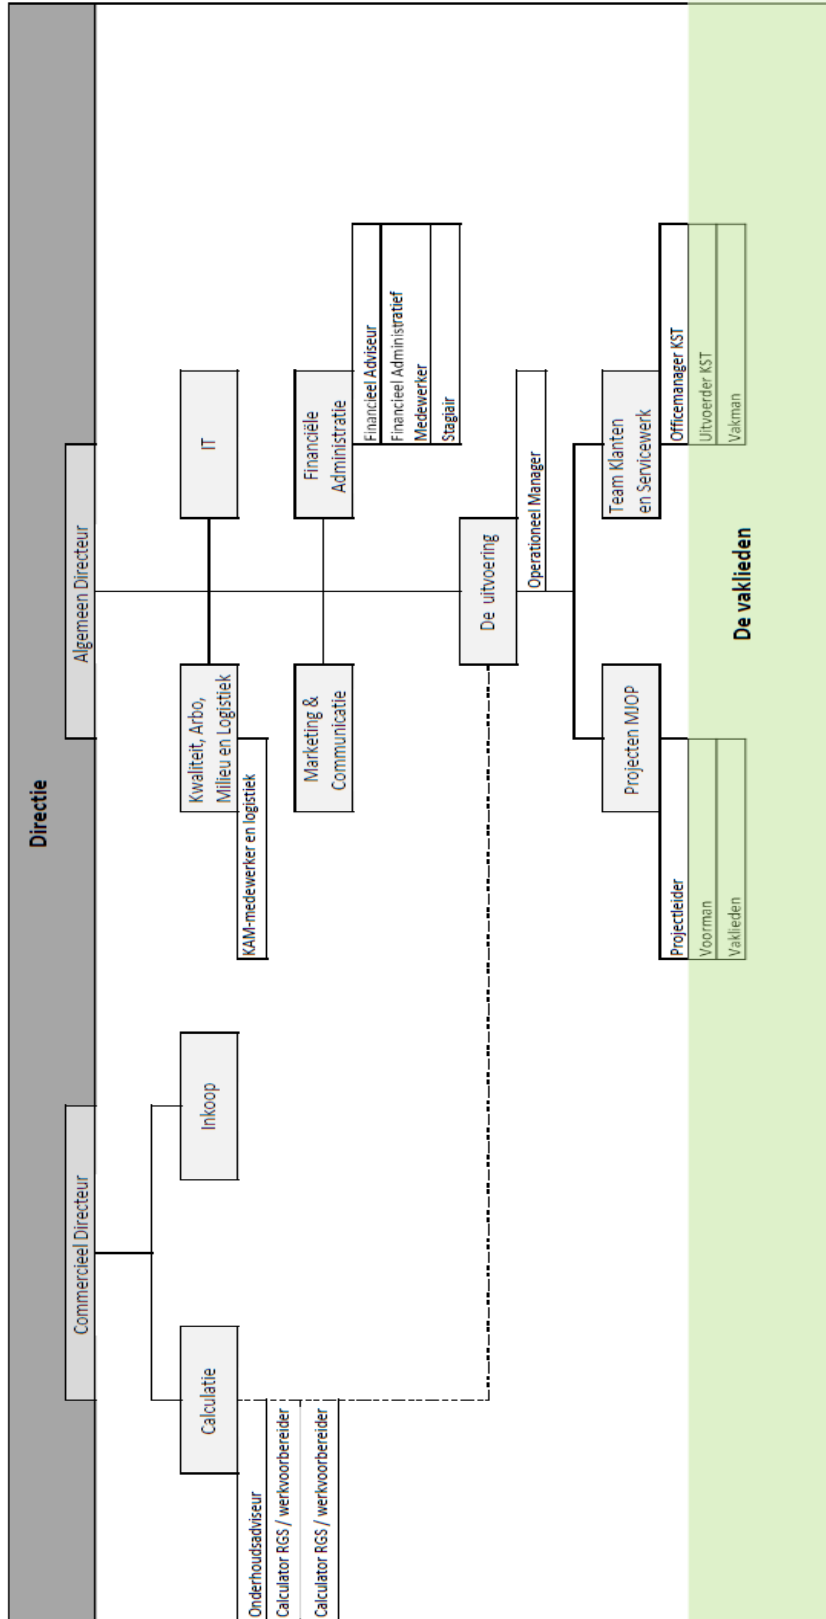 Directie
Commercieel Directeur
Algemeen Directeur
Calculatie
Inkoop
Kwaliteit, Arbo,
Milieu en Logistiek
IT
Onderhoudsadviseur
Calculator RGS / werkvoorbereider
Calculator RGS / werkvoorbereider
KAM-medewerker en logistiek
Marketing &
Communicatie
Financiële
Administratie
Financieel Adviseur
Financieel Administratief
Medewerker
Stagiair
De uitvoering
Operationeel Manager
Projecten MJOP
Team Klanten
en Servicewerk
Projectleider
Voorman
Vaklieden
Officemanager KST
Uitvoerder KST
Vakman
De vaklieden